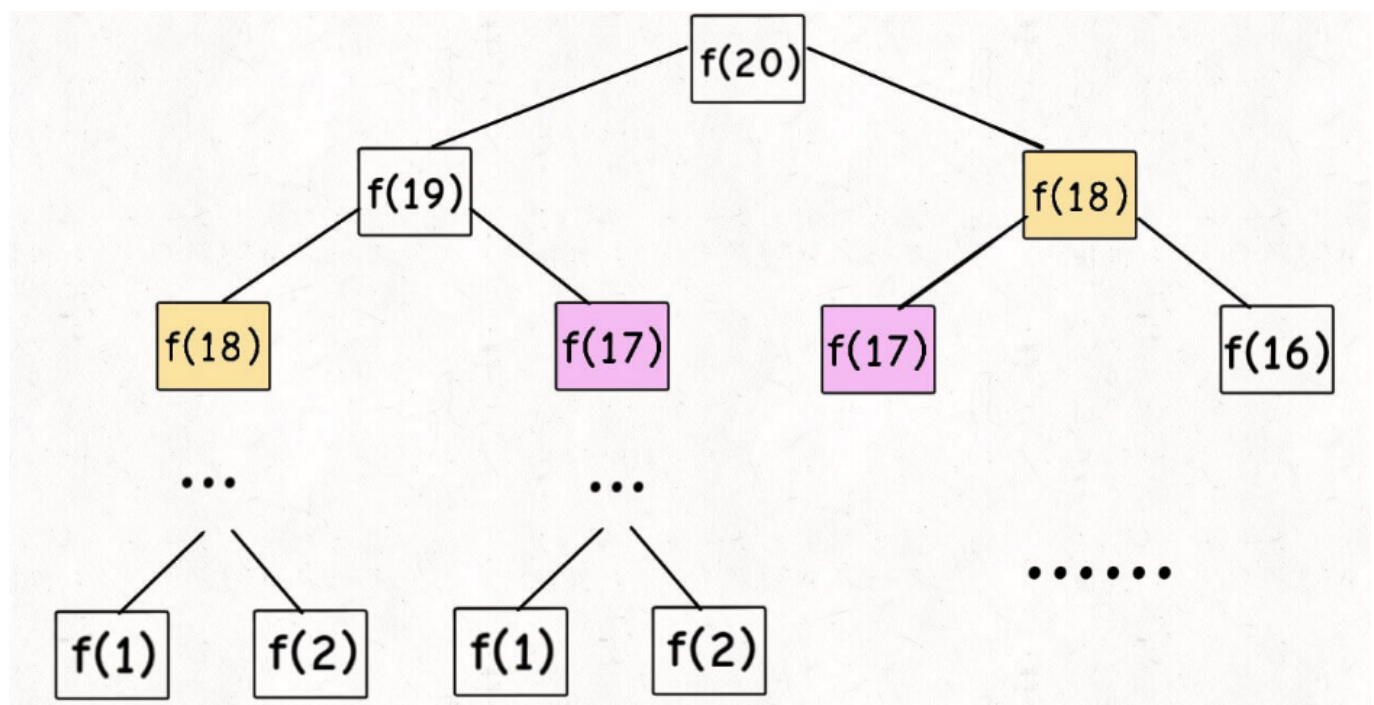 f(20)
f(19) f(18)
f(18) f(17) f(17) f(16)
... ...
......
f(1) f(2) f(1) f(2)